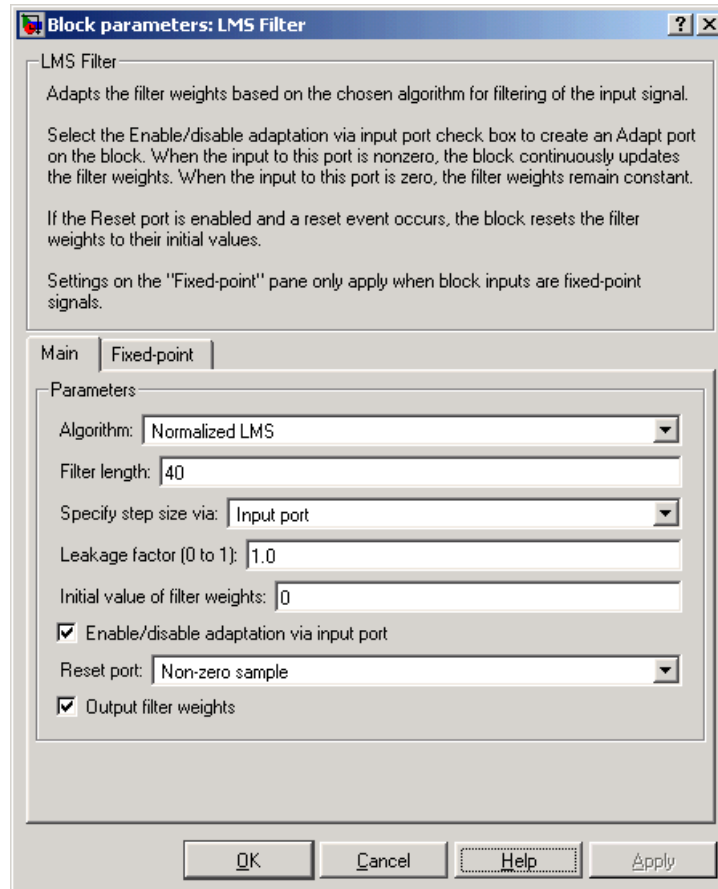 Block parameters: LMS Filter
LMS Filter
Adapts the filter weights based on the chosen algorithm for filtering of the input signal.
Select the Enable/disable adaptation via input port check box to create an Adapt port
on the block. When the input to this port is nonzero, the block continuously updates
the filter weights. When the input to this port is zero, the filter weights remain constant.
If the Reset port is enabled and a reset event occurs, the block resets the filter
weights to their initial values.
Settings on the "Fixed-point" pane only apply when block inputs are fixed-point
signals.
Main Fixed-point
Parameters
Algorithm: Normalized LMS
Filter length: 40
Specify step size via: Input port
Leakage factor (0 to 1): 1.0
Initial value of filter weights: 0
Enable/disable adaptation via input port
Reset port: Non-zero sample
Output filter weights
OK Cancel Help Apply